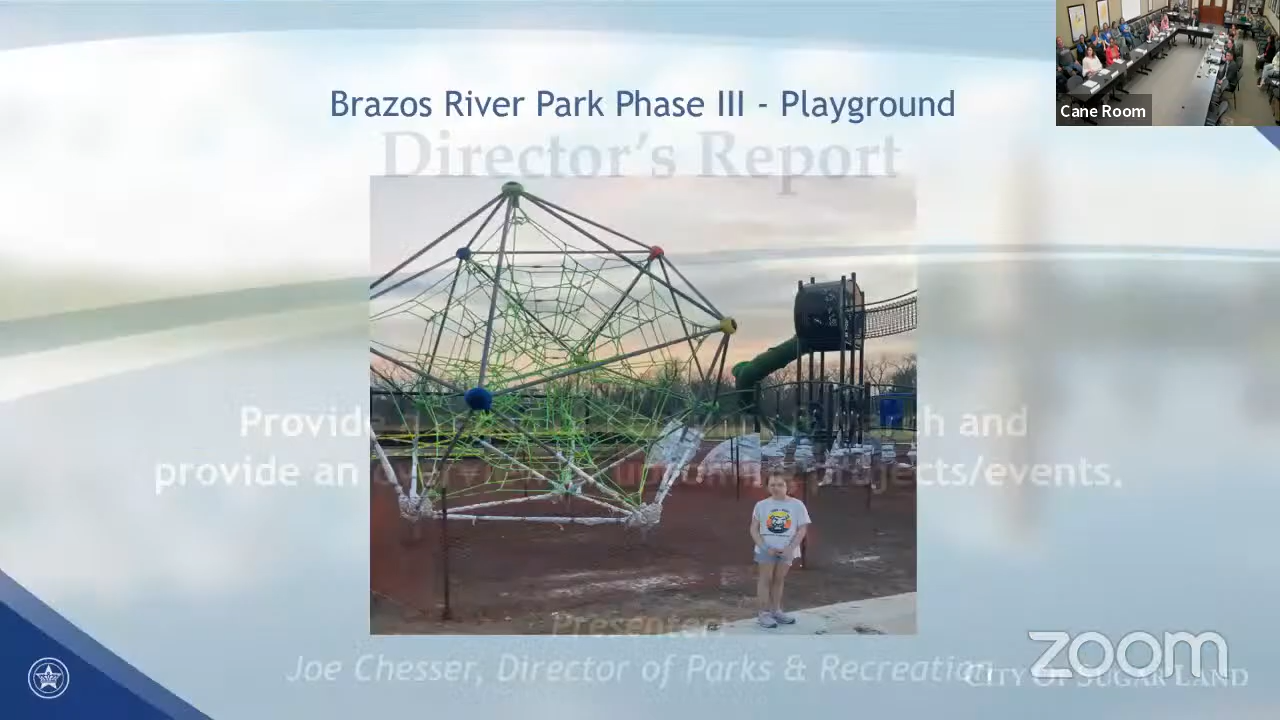 Brazos River Park Phase III - Playground
Cane Room
Director's Report
Provide and
provide an projects/events.
Presenter:
Joe Chesser, Director of Parks & Recreation
zoom
CITY OF SUGAR LAND